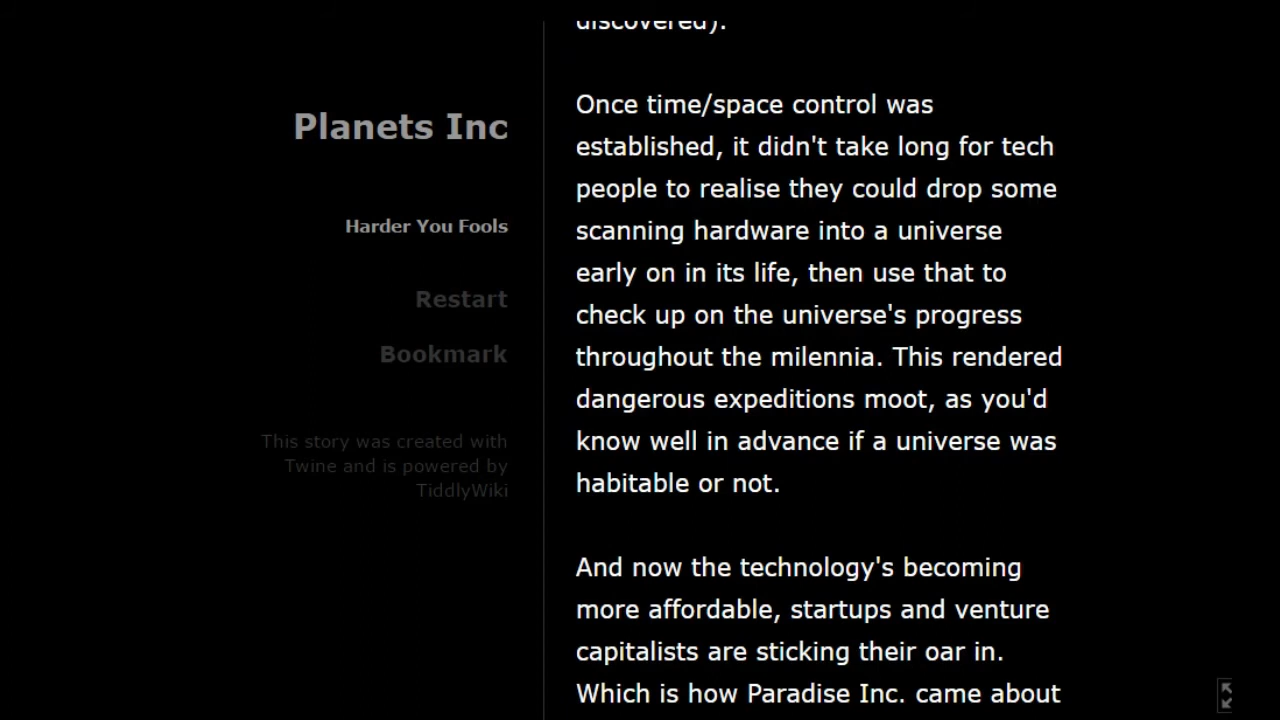 Planets Inc
Harder You Fools
Restart
Bookmark
This story was created with
Twine and is powered by
TiddlyWiki
discovered).
Once time/space control was
established, it didn't take long for tech
people to realise they could drop some
scanning hardware into a universe
early on in its life, then use that to
check up on the universe's progress
throughout the milennia. This rendered
dangerous expeditions moot, as you'd
know well in advance if a universe was
habitable or not.
And now the technology's becoming
more affordable, startups and venture
capitalists are sticking their oar in.
Which is how Paradise Inc. came about